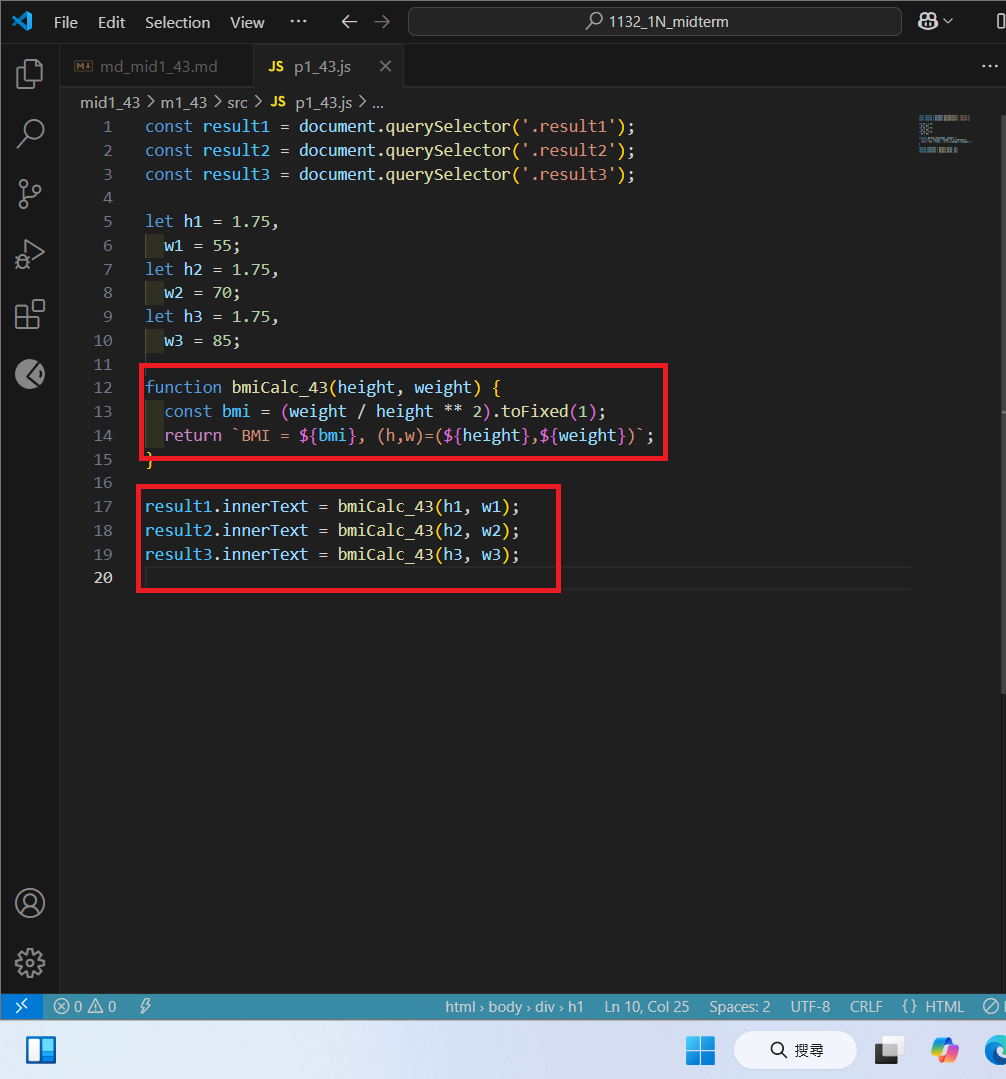 File Edit Selection View ··· 1132_1N_midterm
md_mid1_43.md JS p1_43.js ···
mid1_43 > m1_43 > src > JS p1_43.js > ...
1 const result1 = document.querySelector('.result1');
2 const result2 = document.querySelector('.result2');
3 const result3 = document.querySelector('.result3');
4
5 let h1 = 1.75,
6   w1 = 55;
7 let h2 = 1.75,
8   w2 = 70;
9 let h3 = 1.75,
10   w3 = 85;
11
12 function bmiCalc_43(height, weight) {
13   const bmi = (weight / height ** 2).toFixed(1);
14   return `BMI = ${bmi}, (h,w)=(${height},${weight})`;
15 }
16
17 result1.innerText = bmiCalc_43(h1, w1);
18 result2.innerText = bmiCalc_43(h2, w2);
19 result3.innerText = bmiCalc_43(h3, w3);
20
0 0 html › body › div › h1 Ln 10, Col 25 Spaces: 2 UTF-8 CRLF {} HTML
搜尋